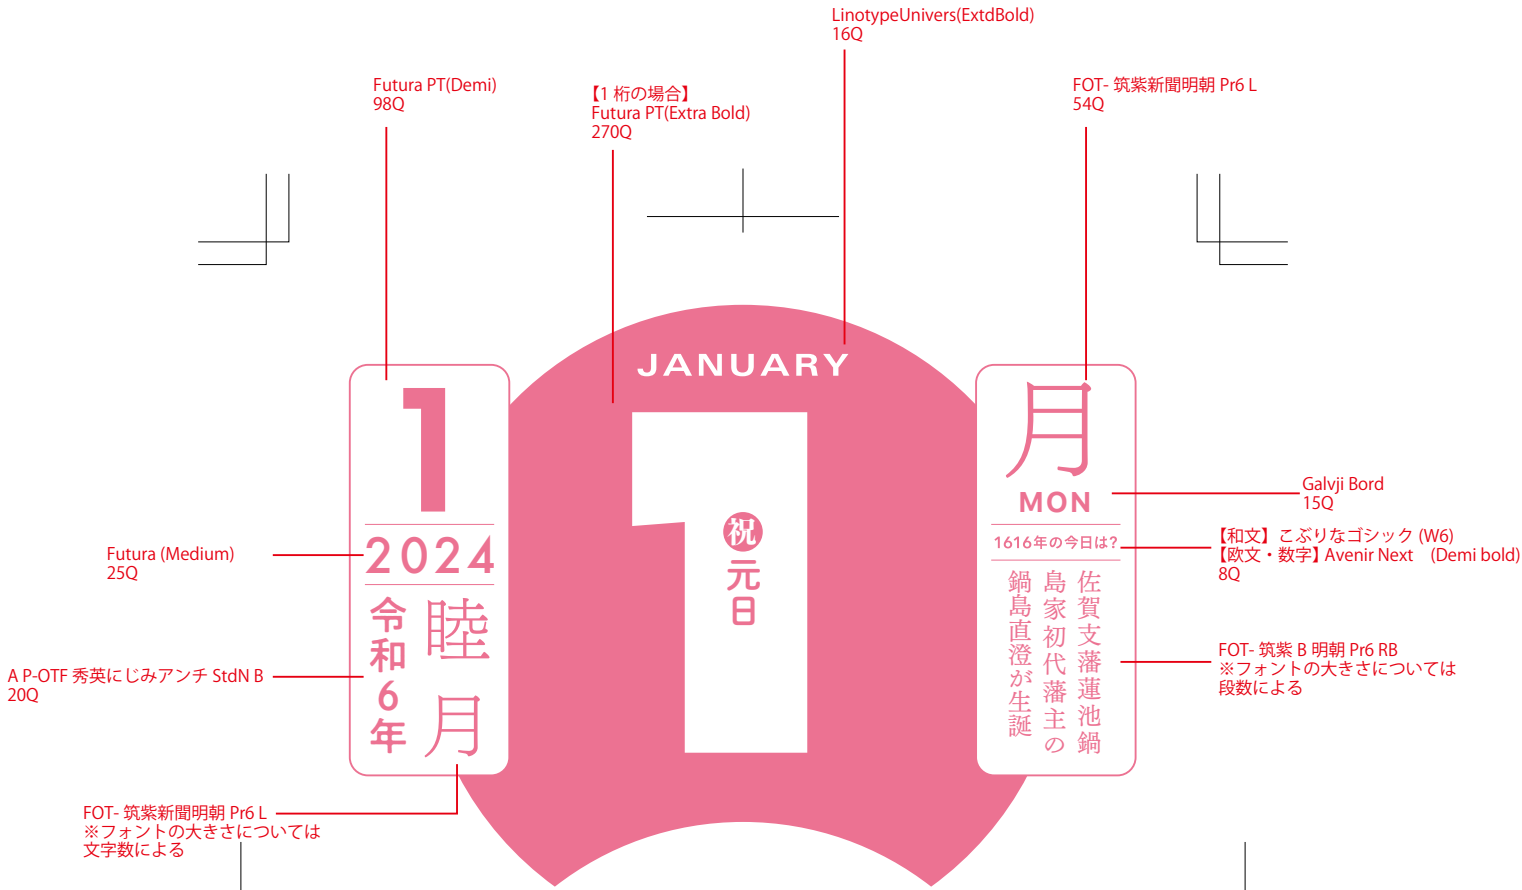 LinotypeUnivers(ExtdBold)
16Q
Futura PT(Demi)
98Q
【1 桁の場合】
Futura PT(Extra Bold)
270Q
FOT- 筑紫新聞明朝 Pr6 L
54Q
JANUARY
1
2024
睦月
令和6年
1
㊗元日
月
MON
1616年の今日は?
佐賀支藩蓮池鍋
島家初代藩主の
鍋島直澄が生誕
Futura (Medium)
25Q
A P-OTF 秀英にじみアンチ StdN B
20Q
FOT- 筑紫新聞明朝 Pr6 L
※フォントの大きさについては
文字数による
Galvji Bord
15Q
【和文】こぶりなゴシック (W6)
【欧文・数字】Avenir Next　(Demi bold)
8Q
FOT- 筑紫 B 明朝 Pr6 RB
※フォントの大きさについては
段数による